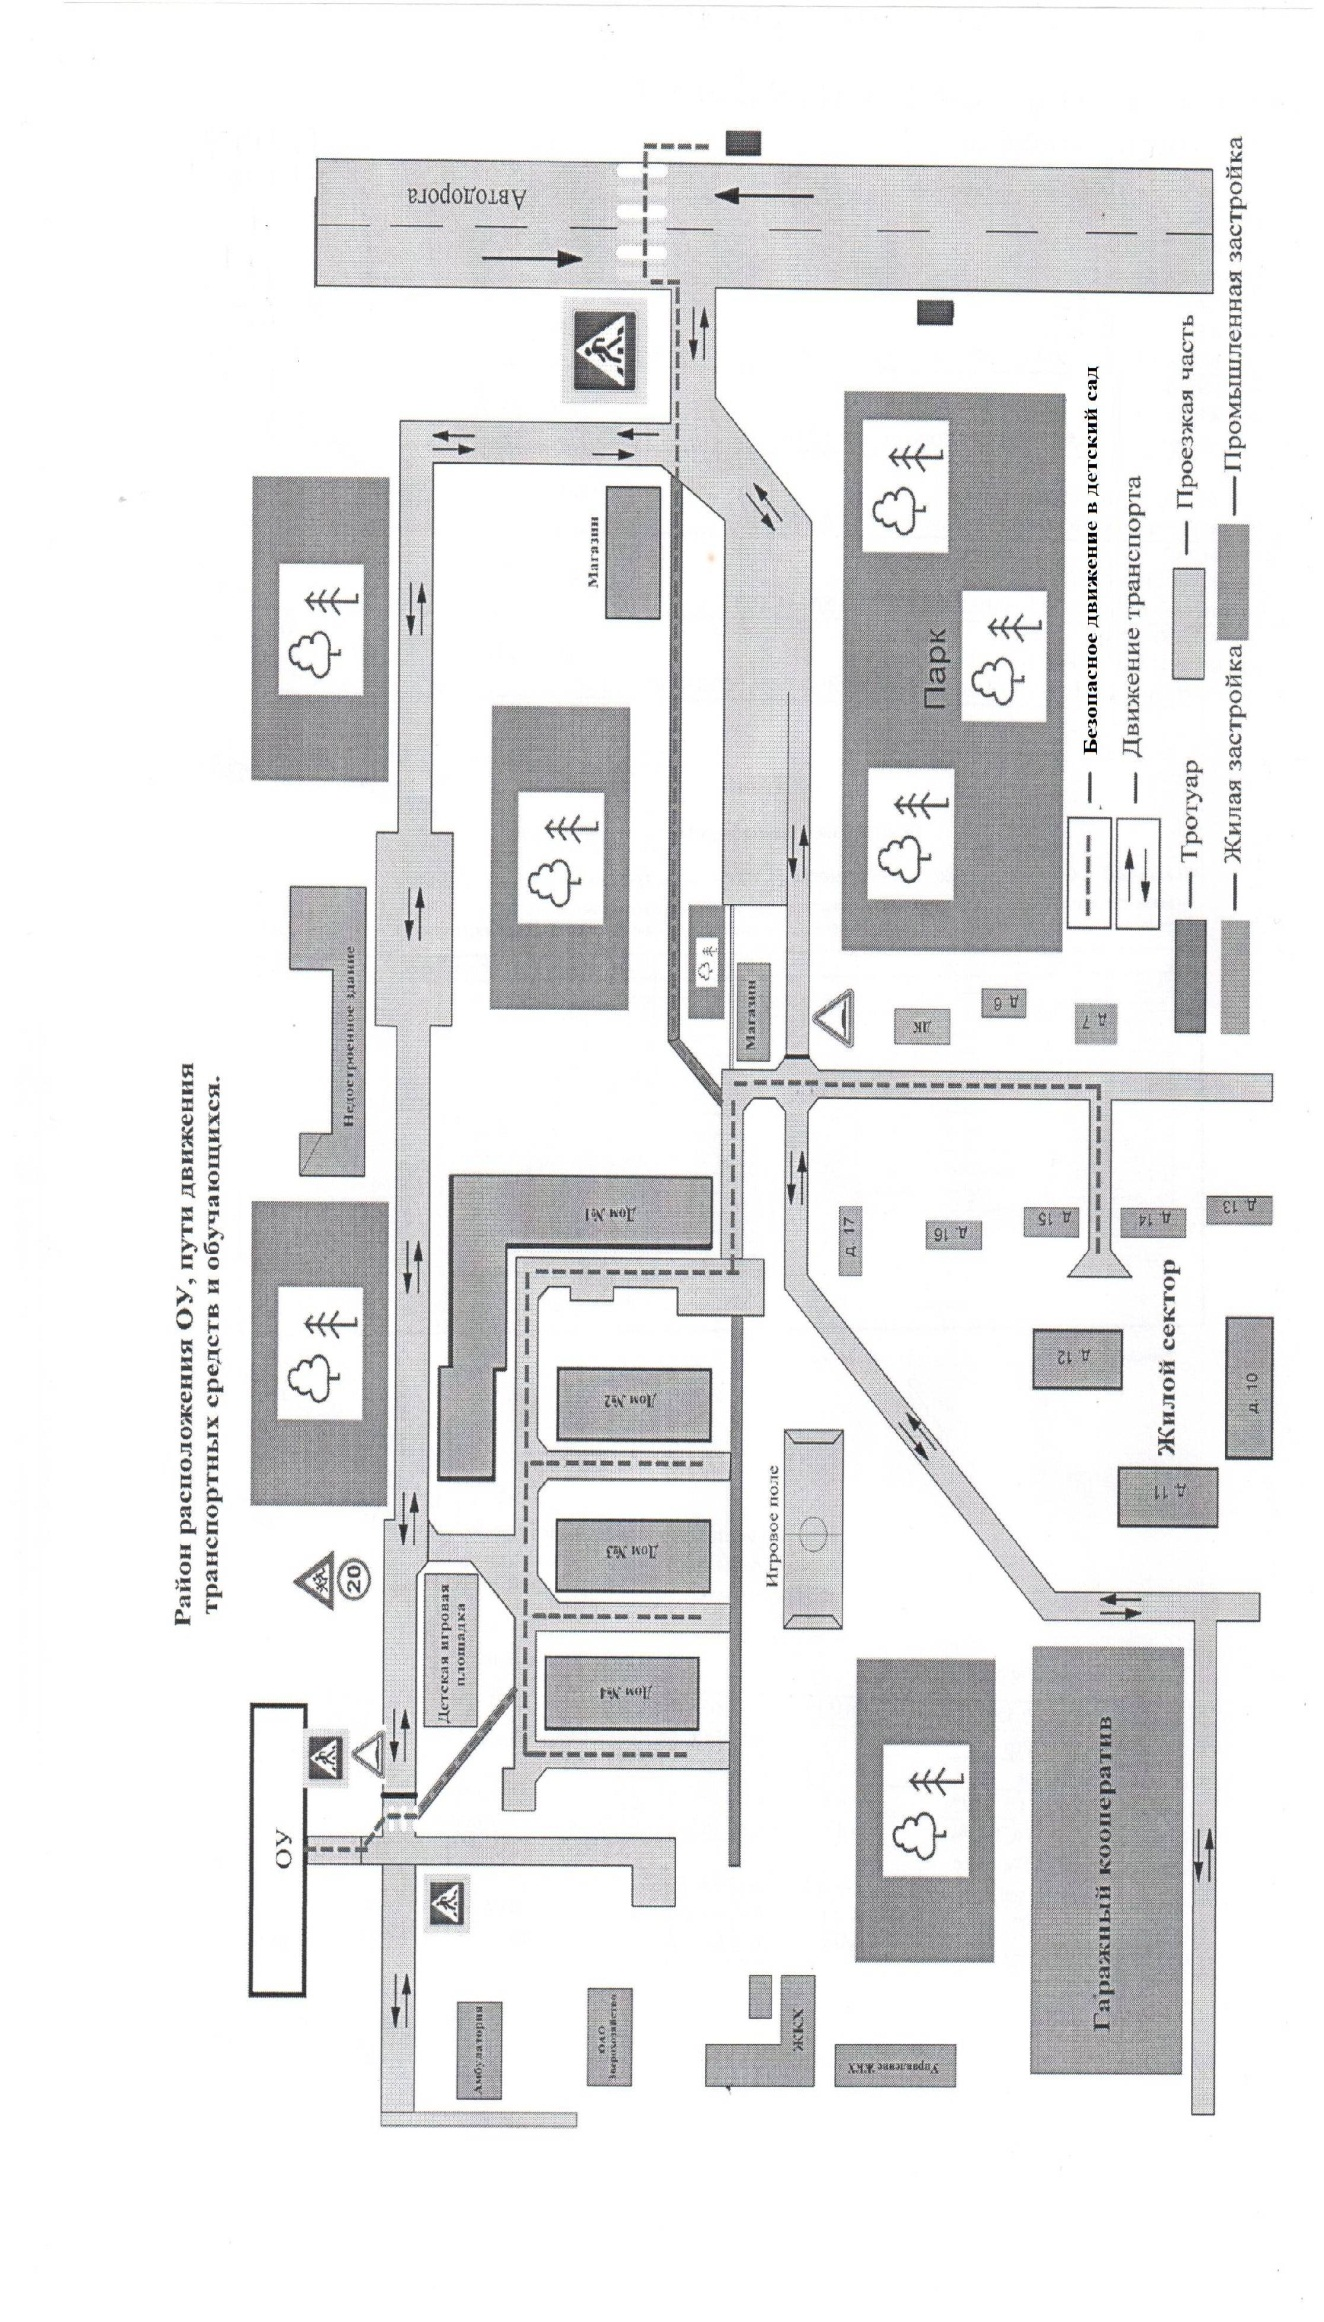 Район расположения ОУ, пути движения
транспортных средств и обучающихся.
ОУ
20
Недостроенное здание
Автодорога
Детская игровая
площадка
Дом №1
Дом №2
Дом №3
Дом №4
Магазин
Магазин
Амбулатория
ОАО
Зверохозяйство
ЖКХ
Управление ЖКХ
Игровое поле
Парк
ДК
д. 6
д. 7
д. 17
д. 16
д. 15
д. 14
д. 13
д. 12
д. 11
д. 10
Жилой сектор
Гаражный кооператив
Безопасное движение в детский сад
Движение транспорта
Тротуар
Проезжая часть
Жилая застройка
Промышленная застройка